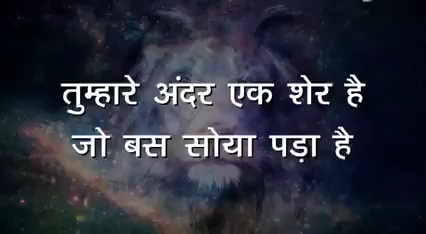 तुम्हारे अंदर एक शेर है
जो बस सोया पड़ा है